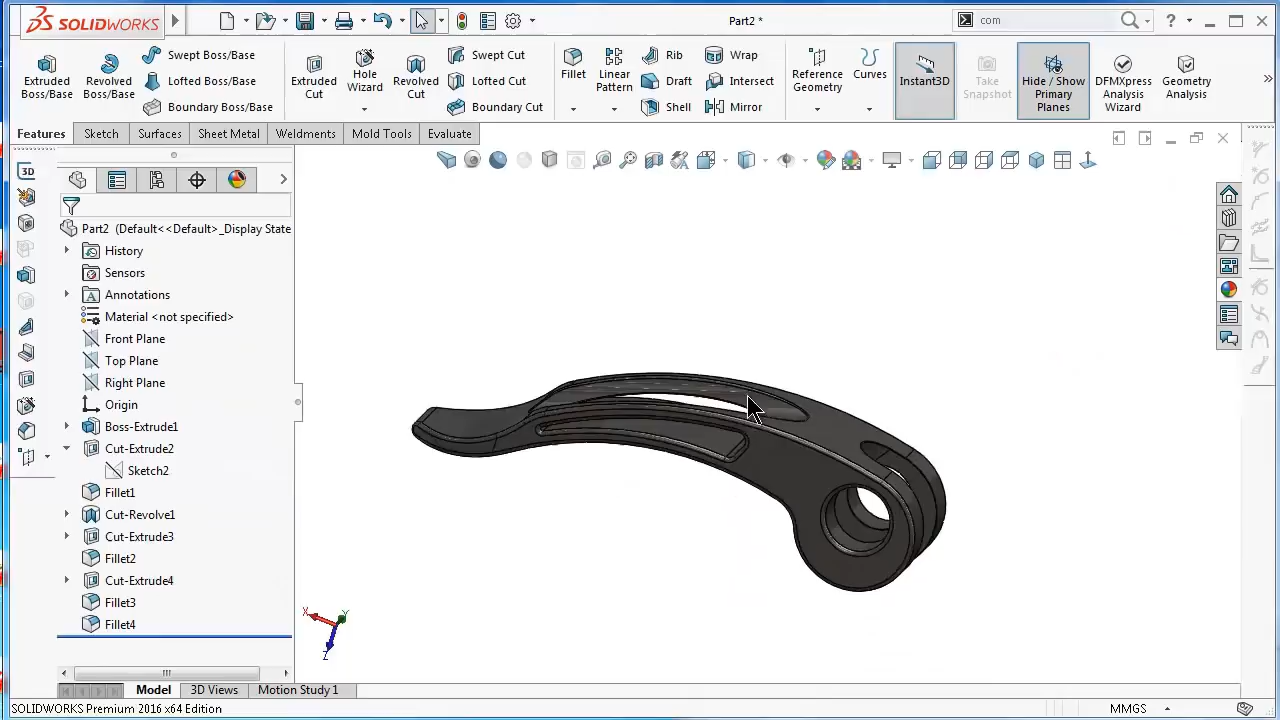 SOLIDWORKS
Part2 *
com
?
Extruded Boss/Base
Revolved Boss/Base
Swept Boss/Base
Lofted Boss/Base
Boundary Boss/Base
Extruded Cut
Hole Wizard
Revolved Cut
Swept Cut
Lofted Cut
Boundary Cut
Fillet
Linear Pattern
Rib
Draft
Shell
Wrap
Intersect
Mirror
Reference Geometry
Curves
Instant3D
Take Snapshot
Hide / Show Primary Planes
DFMXpress Analysis Wizard
Geometry Analysis
Features
Sketch
Surfaces
Sheet Metal
Weldments
Mold Tools
Evaluate
3D
Part2 (Default<<Default>_Display State
History
Sensors
A Annotations
Material <not specified>
Front Plane
Top Plane
Right Plane
Origin
Boss-Extrude1
Cut-Extrude2
Sketch2
Fillet1
Cut-Revolve1
Cut-Extrude3
Fillet2
Cut-Extrude4
Fillet3
Fillet4
X
Y
Z
Model
3D Views
Motion Study 1
SOLIDWORKS Premium 2016 x64 Edition
MMGS